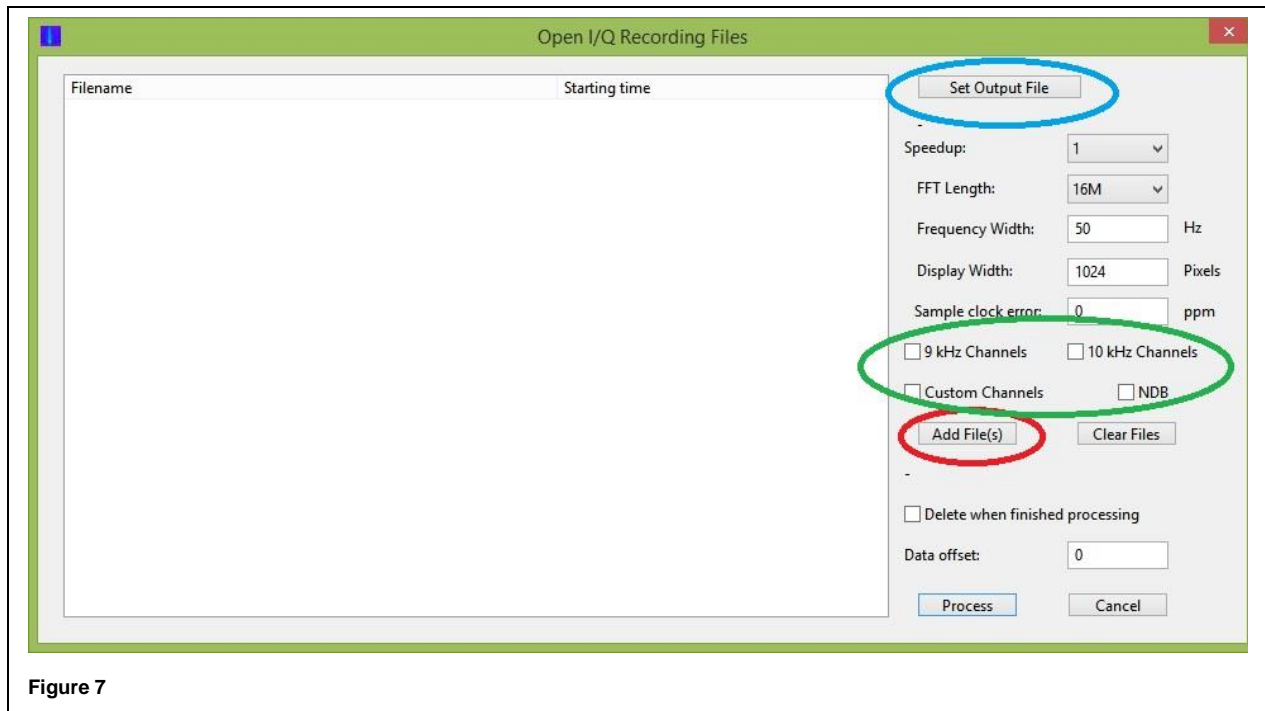 Open I/Q Recording Files
Filename Starting time
Set Output File
-
Speedup: 1
FFT Length: 16M
Frequency Width: 50 Hz
Display Width: 1024 Pixels
Sample clock error: 0 ppm
9 kHz Channels 10 kHz Channels
Custom Channels NDB
Add File(s) Clear Files
-
Delete when finished processing
Data offset: 0
Process Cancel
Figure 7